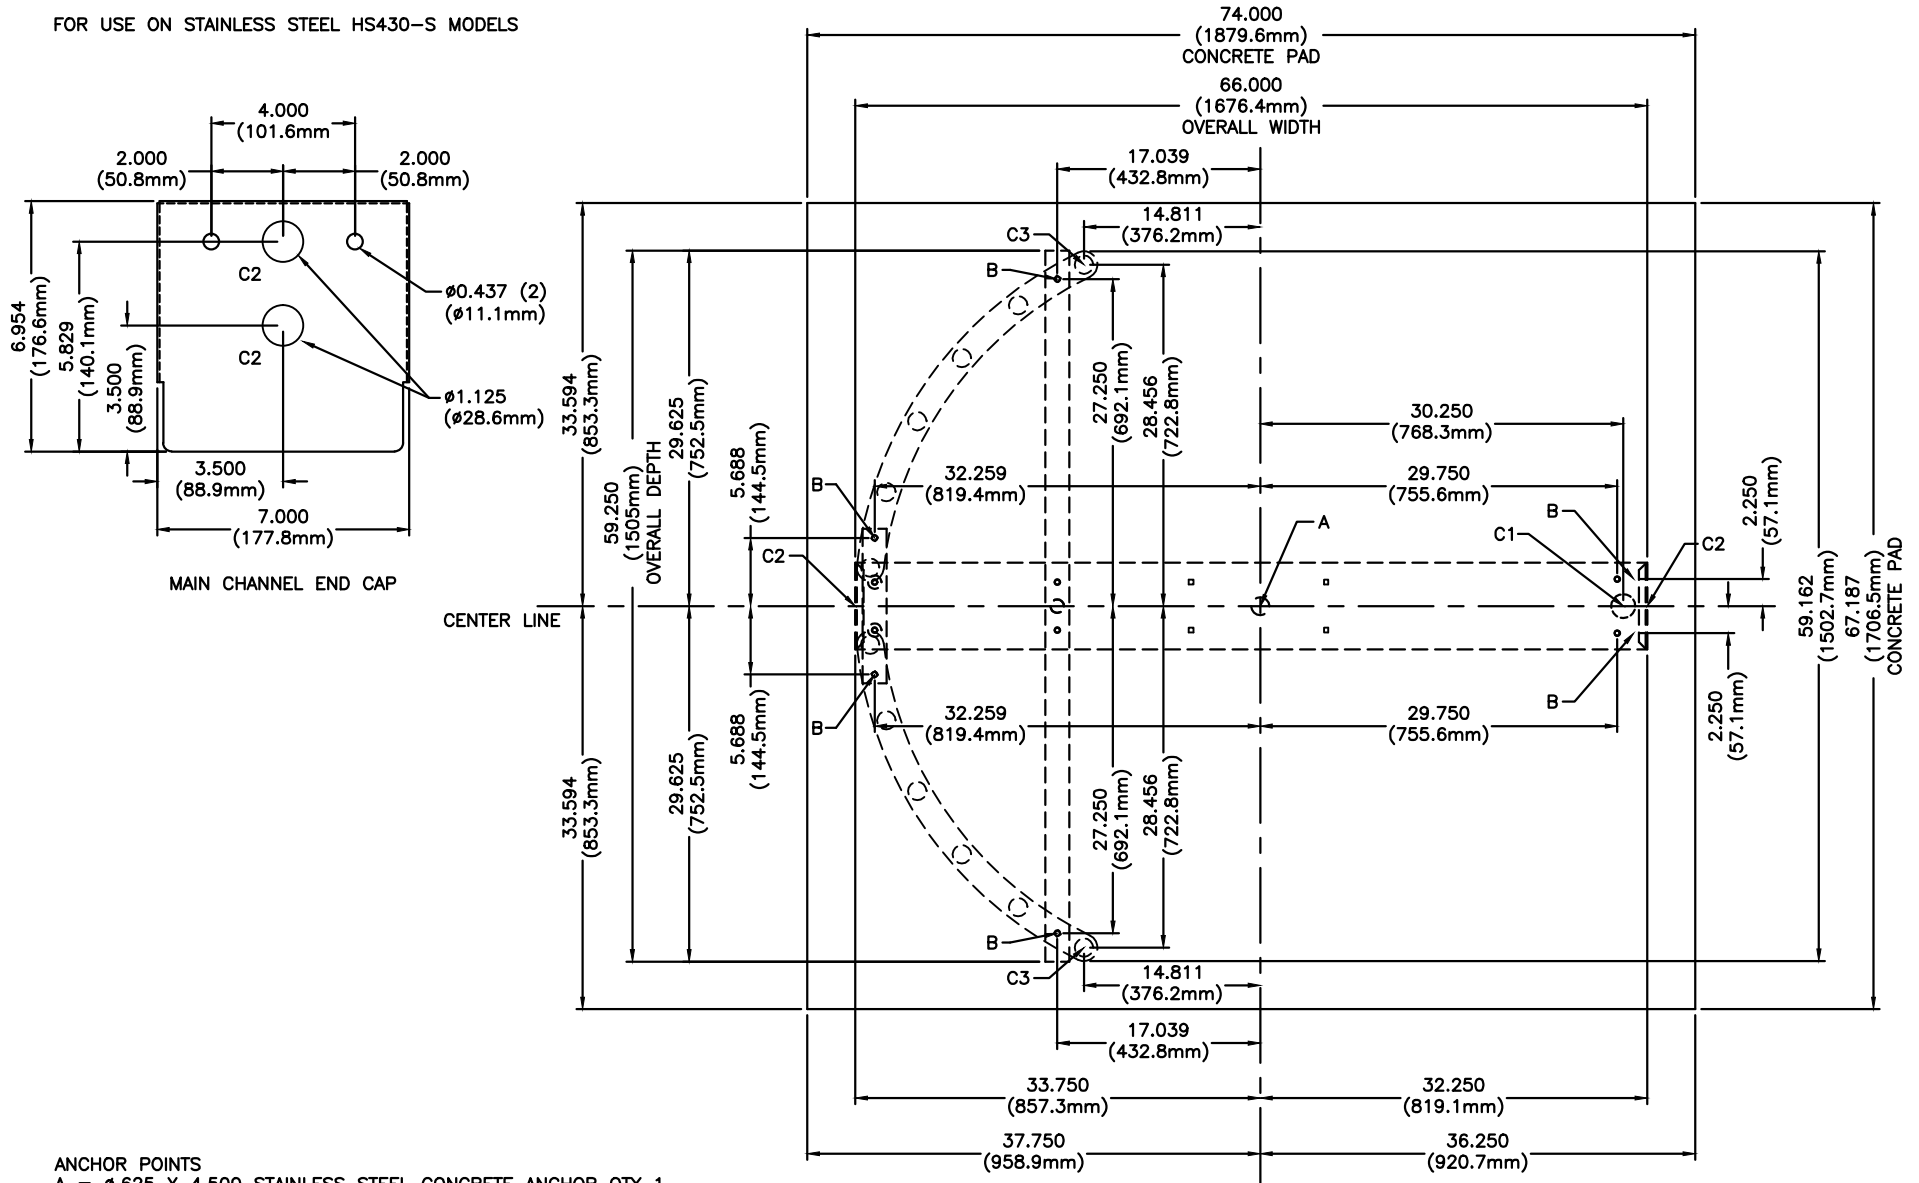 FOR USE ON STAINLESS STEEL HS430-S MODELS
4.000
(101.6mm
2.000
(50.8mm)
2.000
(50.8mm)
6.954
(176.6mm)
5.829
(140.1mm)
3.500
(88.9mm)
C2
C2
ø0.437 (2)
(ø11.1mm)
ø1.125
(ø28.6mm)
3.500
(88.9mm)
7.000
(177.8mm)
MAIN CHANNEL END CAP
74.000
(1879.6mm)
CONCRETE PAD
66.000
(1676.4mm)
OVERALL WIDTH
17.039
(432.8mm)
14.811
(376.2mm)
C3
B
33.594
(853.3mm)
29.625
(752.5mm)
27.250
(692.1mm)
28.456
(722.8mm)
30.250
(768.3mm)
59.250
(1505mm)
OVERALL DEPTH
5.688
(144.5mm)
B
32.259
(819.4mm)
29.750
(755.6mm)
2.250
(57.1mm)
A
C1
B
C2
C2
CENTER LINE
59.162
(1502.7mm)
67.187
(1706.5mm)
CONCRETE PAD
B
B
32.259
(819.4mm)
29.750
(755.6mm)
2.250
(57.1mm)
33.594
(853.3mm)
29.625
(752.5mm)
5.688
(144.5mm)
27.250
(692.1mm)
28.456
(722.8mm)
B
C3
14.811
(376.2mm)
17.039
(432.8mm)
33.750
(857.3mm)
32.250
(819.1mm)
37.750
(958.9mm)
36.250
(920.7mm)
ANCHOR POINTS
A = ø.625 X 4.500 STAINLESS STEEL CONCRETE ANCHOR QTY 1